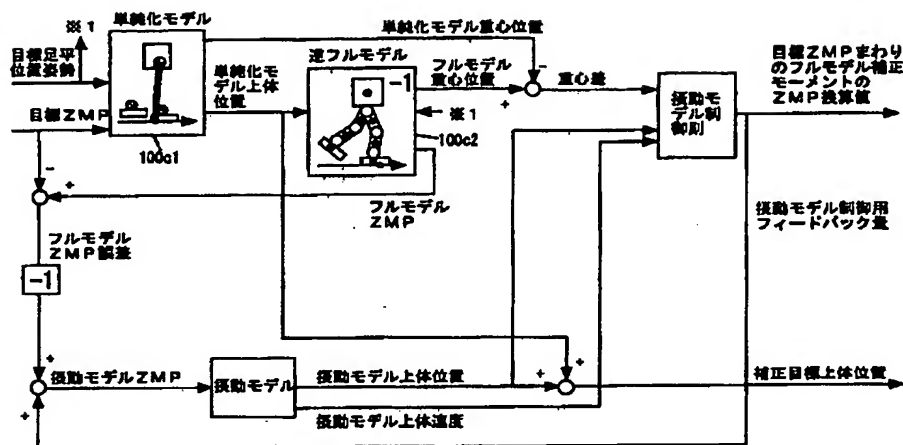 ※1
単純化モデル
目標足平
位置姿勢
目標ZMP
100c1
単純化モデル重心位置
単純化
モデル上体
位置
逆フルモデル
-1
※1
100c2
フルモデル
重心位置
重心差
摂動モ
デル制
御則
目標ZMPまわり
のフルモデル補正
モーメントの
ZMP換算値
フルモデル
ZMP
摂動モデル制御用
フィードバック量
フルモデル
ZMP誤差
-1
摂動モデルZMP
摂動モデル
摂動モデル上体位置
摂動モデル上体速度
補正目標上体位置
-
+
-
+
+
+
+
+